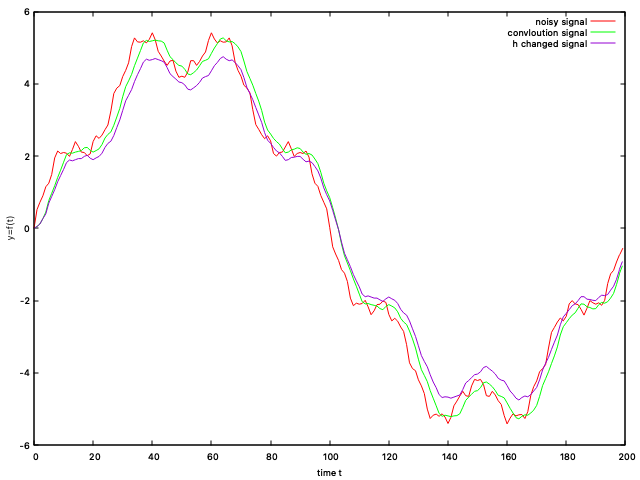 noisy signal
convloution signal
h changed signal
6
4
2
0
-2
-4
-6
y=f(t)
0 20 40 60 80 100 120 140 160 180 200
time t